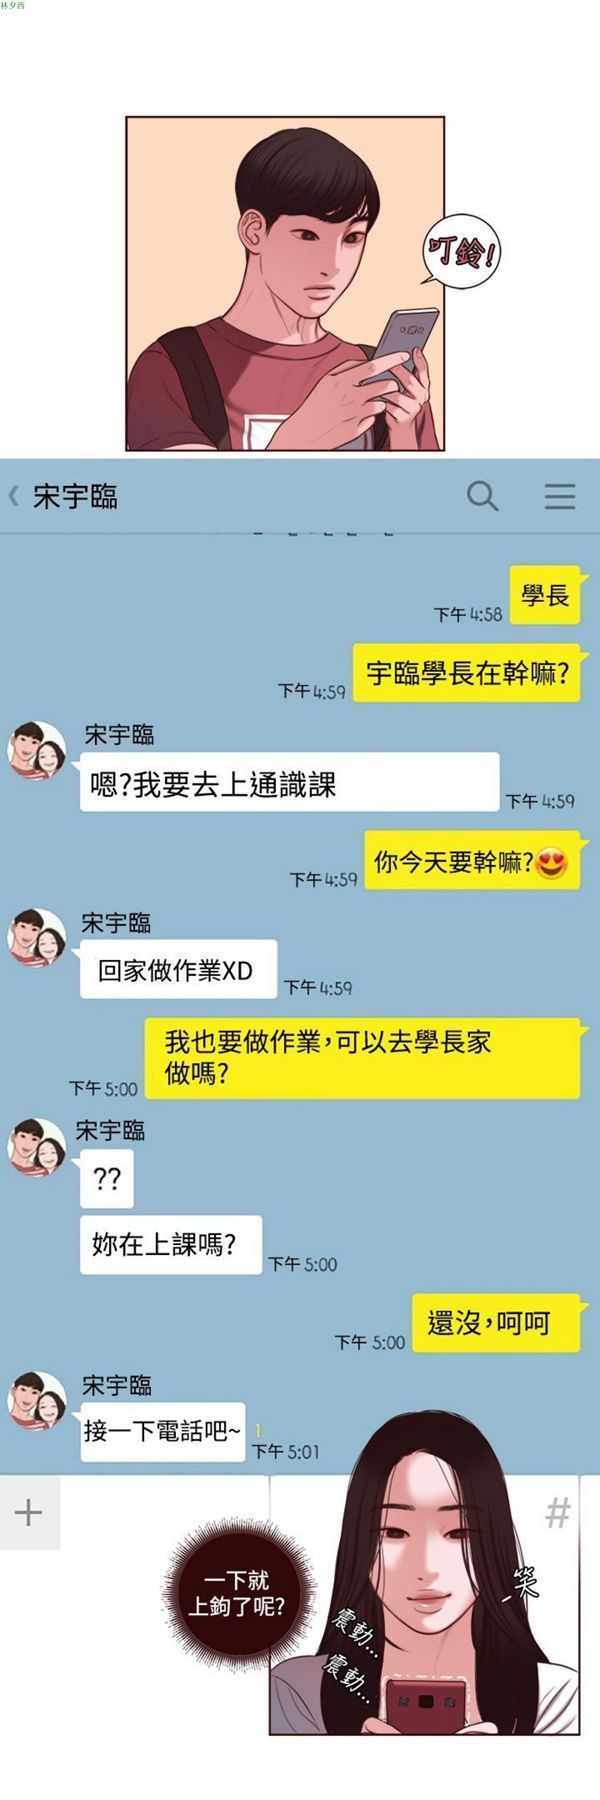 林夕西
叮鈴!
宋宇臨
學長
下午 4:58
宇臨學長在幹嘛?
下午 4:59
宋宇臨
嗯?我要去上通識課
下午 4:59
你今天要幹嘛?😍
下午 4:59
宋宇臨
回家做作業XD
下午 4:59
我也要做作業,可以去學長家
做嗎?
下午 5:00
宋宇臨
??
妳在上課嗎?
下午 5:00
還沒,呵呵
下午 5:00
宋宇臨
接一下電話吧~
1
下午 5:01
+
#
一下就
上鉤了呢?
笑
震動...
震動...